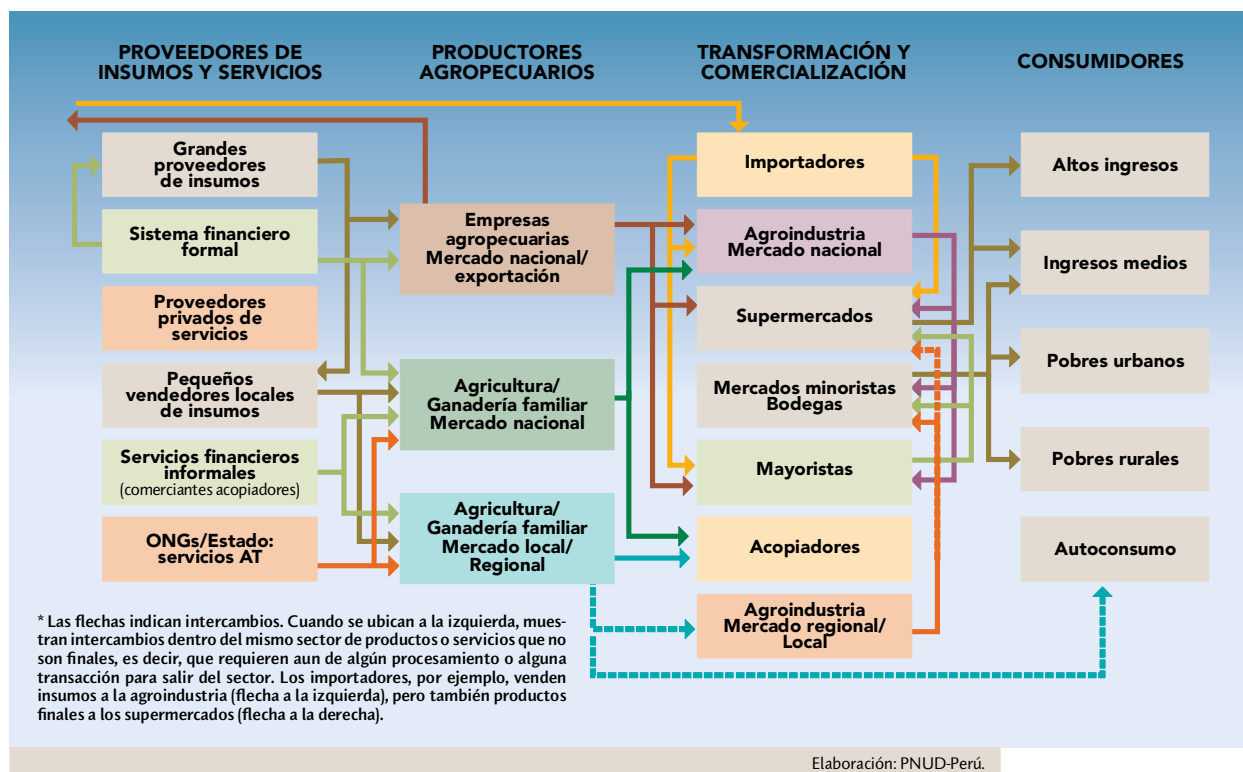 PROVEEDORES DE
INSUMOS Y SERVICIOS
PRODUCTORES
AGROPECUARIOS
TRANSFORMACIÓN Y
COMERCIALIZACIÓN
CONSUMIDORES
Grandes
proveedores
de insumos
Sistema financiero
formal
Proveedores
privados de
servicios
Pequeños
vendedores locales
de insumos
Servicios financieros
informales
(comerciantes acopiadores)
ONGs/Estado:
servicios AT
Empresas
agropecuarias
Mercado nacional/
exportación
Agricultura/
Ganadería familiar
Mercado nacional
Agricultura/
Ganadería familiar
Mercado local/
Regional
Importadores
Agroindustria
Mercado nacional
Supermercados
Mercados minoristas
Bodegas
Mayoristas
Acopiadores
Agroindustria
Mercado regional/
Local
Altos ingresos
Ingresos medios
Pobres urbanos
Pobres rurales
Autoconsumo
* Las flechas indican intercambios. Cuando se ubican a la izquierda, mues-
tran intercambios dentro del mismo sector de productos o servicios que no
son finales, es decir, que requieren aun de algún procesamiento o alguna
transacción para salir del sector. Los importadores, por ejemplo, venden
insumos a la agroindustria (flecha a la izquierda), pero también productos
finales a los supermercados (flecha a la derecha).
Elaboración: PNUD-Perú.